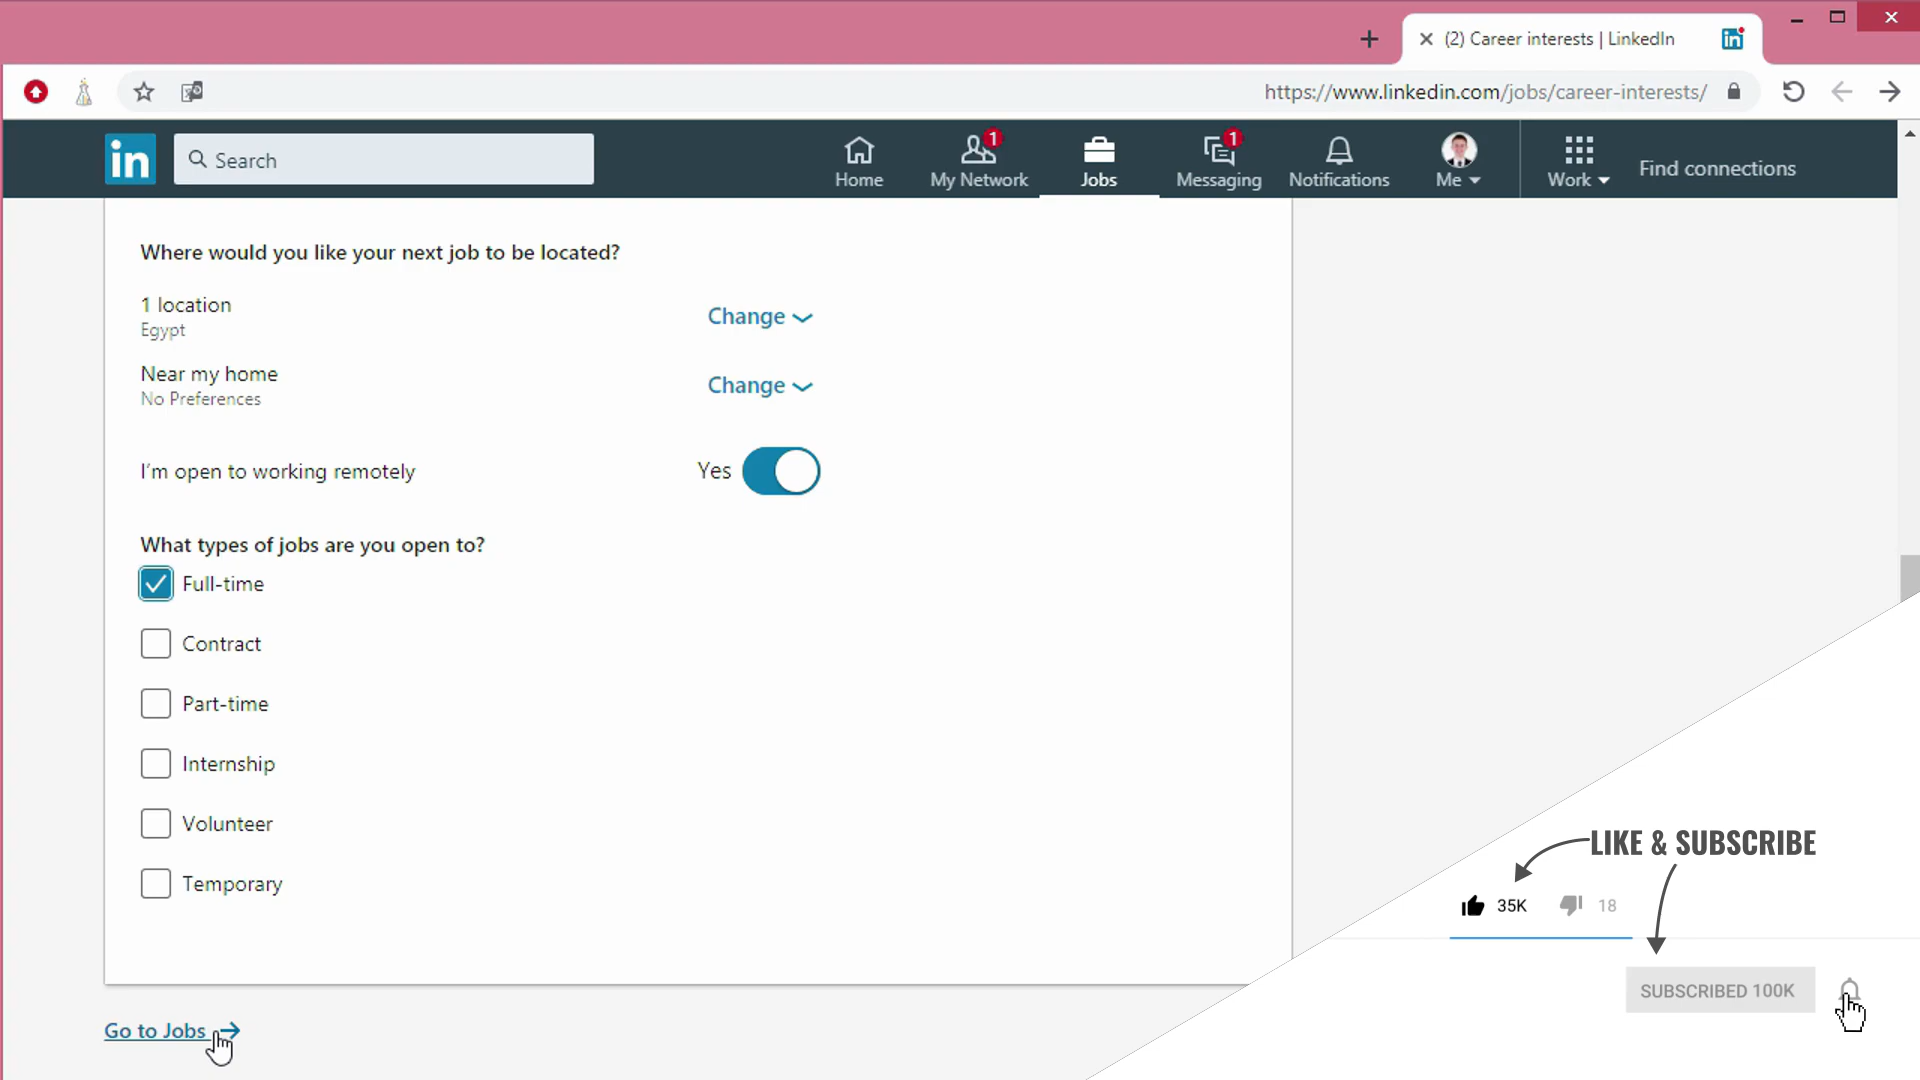 (2) Career interests | LinkedIn
https://www.linkedin.com/jobs/career-interests/
in
Search
Home
1
My Network
Jobs
1
Messaging
Notifications
Me
Work
Find connections
Where would you like your next job to be located?
1 location
Egypt
Change
Near my home
No Preferences
Change
I'm open to working remotely
Yes
What types of jobs are you open to?
Full-time
Contract
Part-time
Internship
Volunteer
Temporary
Go to Jobs
LIKE & SUBSCRIBE
35K
18
SUBSCRIBED 100K